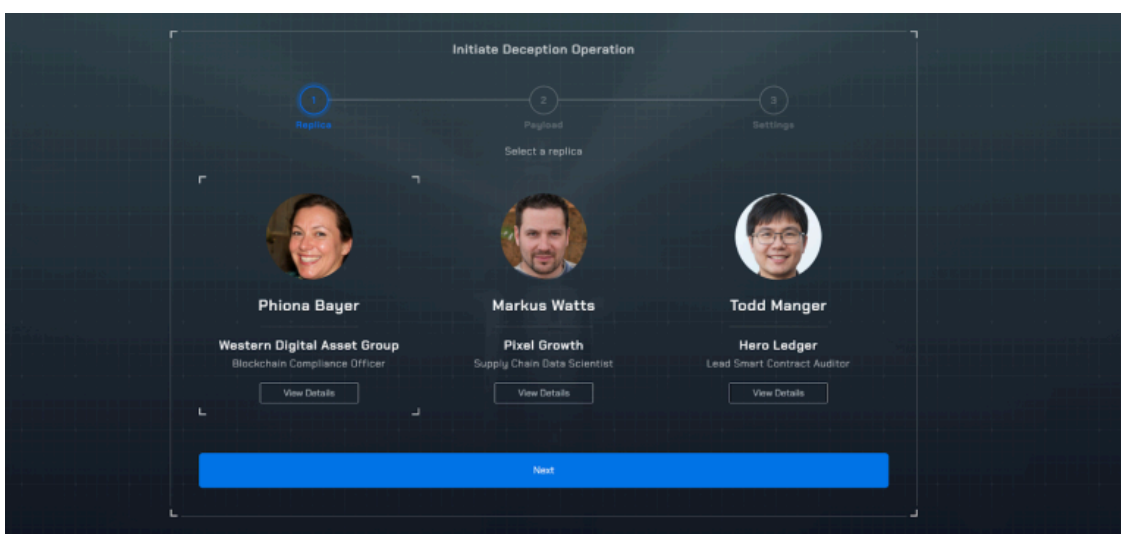 Initiate Deception Operation
1
2
3
Replica
Payload
Settings
Select a replica
Phiona Bayer
Markus Watts
Todd Manger
Western Digital Asset Group
Pixel Growth
Hero Ledger
Blockchain Compliance Officer
Supply Chain Data Scientist
Lead Smart Contract Auditor
View Details
View Details
View Details
Next